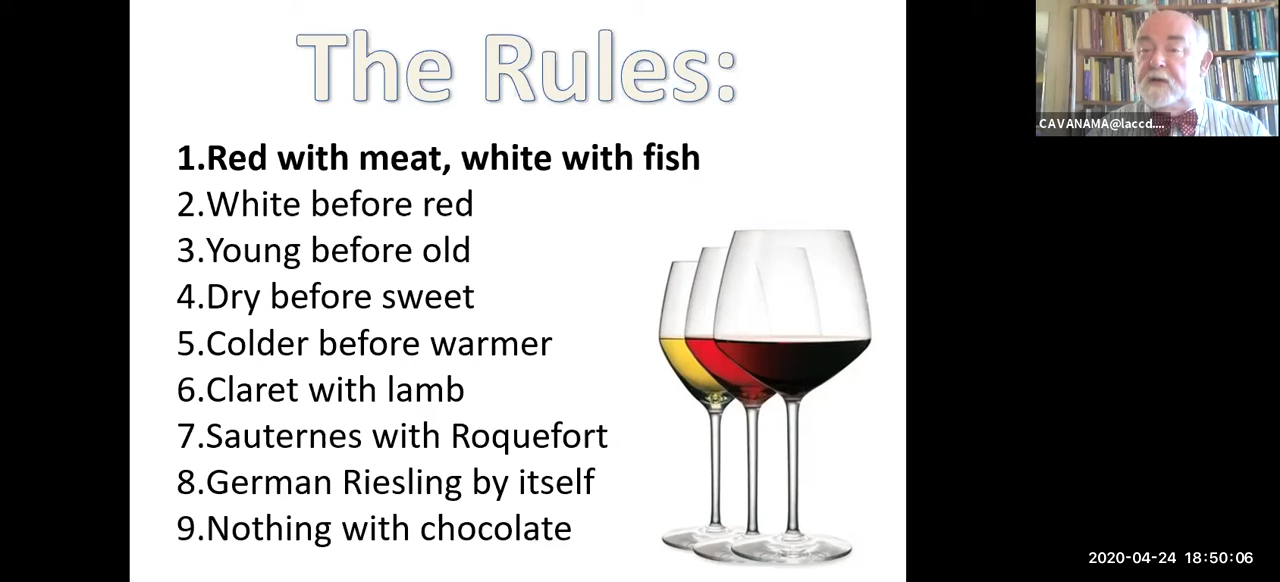 The Rules:
1.Red with meat, white with fish
2.White before red
3.Young before old
4.Dry before sweet
5.Colder before warmer
6.Claret with lamb
7.Sauternes with Roquefort
8.German Riesling by itself
9.Nothing with chocolate
CAVANAMA@laccd....
2020-04-24 18:50:06